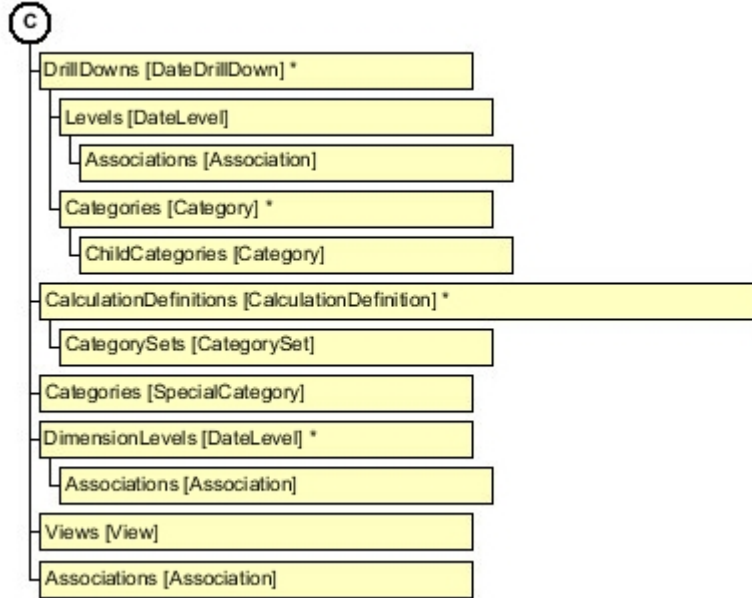 C
DrillDowns [DateDrillDown] *
Levels [DateLevel]
Associations [Association]
Categories [Category] *
ChildCategories [Category]
CalculationDefinitions [CalculationDefinition] *
CategorySets [CategorySet]
Categories [SpecialCategory]
DimensionLevels [DateLevel] *
Associations [Association]
Views [View]
Associations [Association]